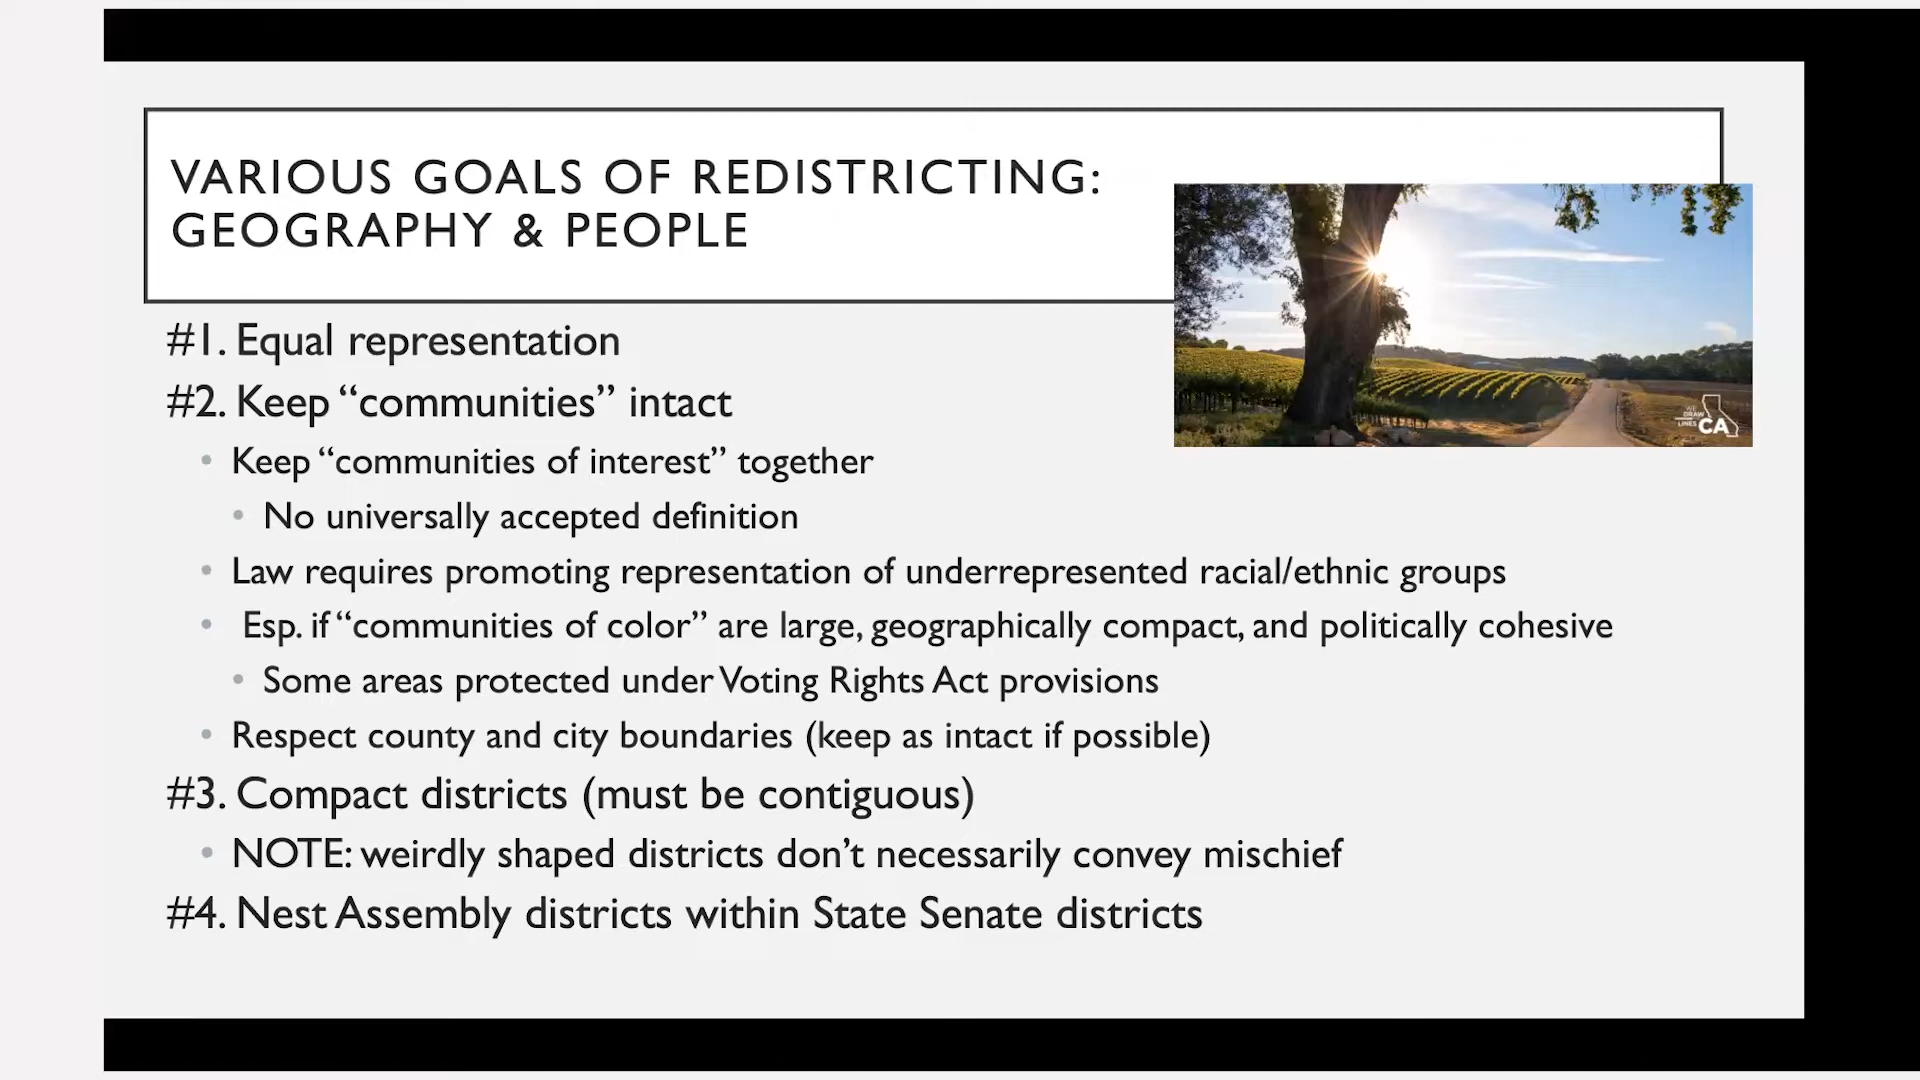 VARIOUS GOALS OF REDISTRICTING:
GEOGRAPHY & PEOPLE
WE
DRAW
LINES
CA
#1. Equal representation
#2. Keep “communities” intact
• Keep “communities of interest” together
• No universally accepted definition
• Law requires promoting representation of underrepresented racial/ethnic groups
• Esp. if “communities of color” are large, geographically compact, and politically cohesive
• Some areas protected under Voting Rights Act provisions
• Respect county and city boundaries (keep as intact if possible)
#3. Compact districts (must be contiguous)
• NOTE: weirdly shaped districts don’t necessarily convey mischief
#4. Nest Assembly districts within State Senate districts